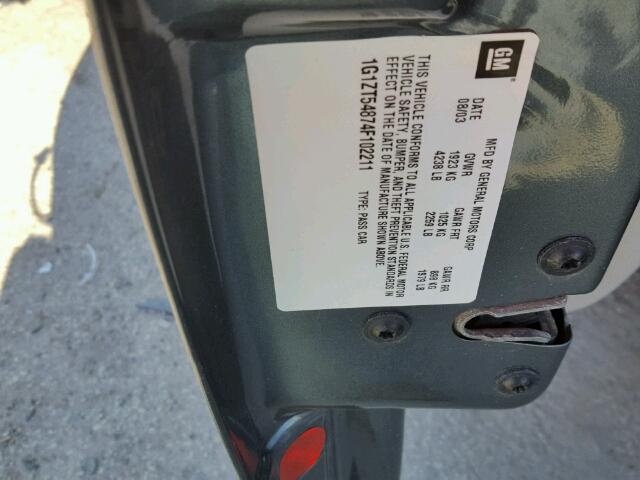 GM
MFD BY GENERAL MOTORS CORP
DATE GVWR GAWR FRT GAWR RR
08/03 1923 KG 1025 KG 898 KG
4238 LB 2259 LB 1979 LB
THIS VEHICLE CONFORMS TO ALL APPLICABLE U.S. FEDERAL MOTOR
VEHICLE SAFETY, BUMPER, AND THEFT PREVENTION STANDARDS IN
EFFECT ON THE DATE OF MANUFACTURE SHOWN ABOVE.
1G1ZT54874F102211 TYPE: PASS CAR